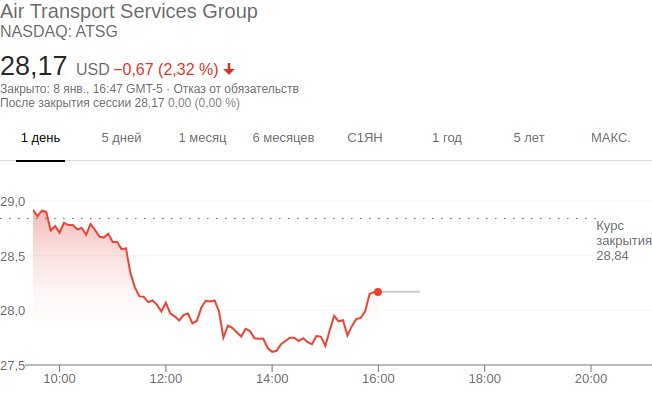 Air Transport Services Group
NASDAQ: ATSG
28,17 USD −0,67 (2,32 %)
Закрыто: 8 янв., 16:47 GMT-5 · Отказ от обязательств
После закрытия сессии 28,17 0,00 (0,00 %)
1 день 5 дней 1 месяц 6 месяцев С1ЯН 1 год 5 лет МАКС.
29,0
Курс
закрытия
28,84
28,5
28,0
27,5
10:00 12:00 14:00 16:00 18:00 20:00